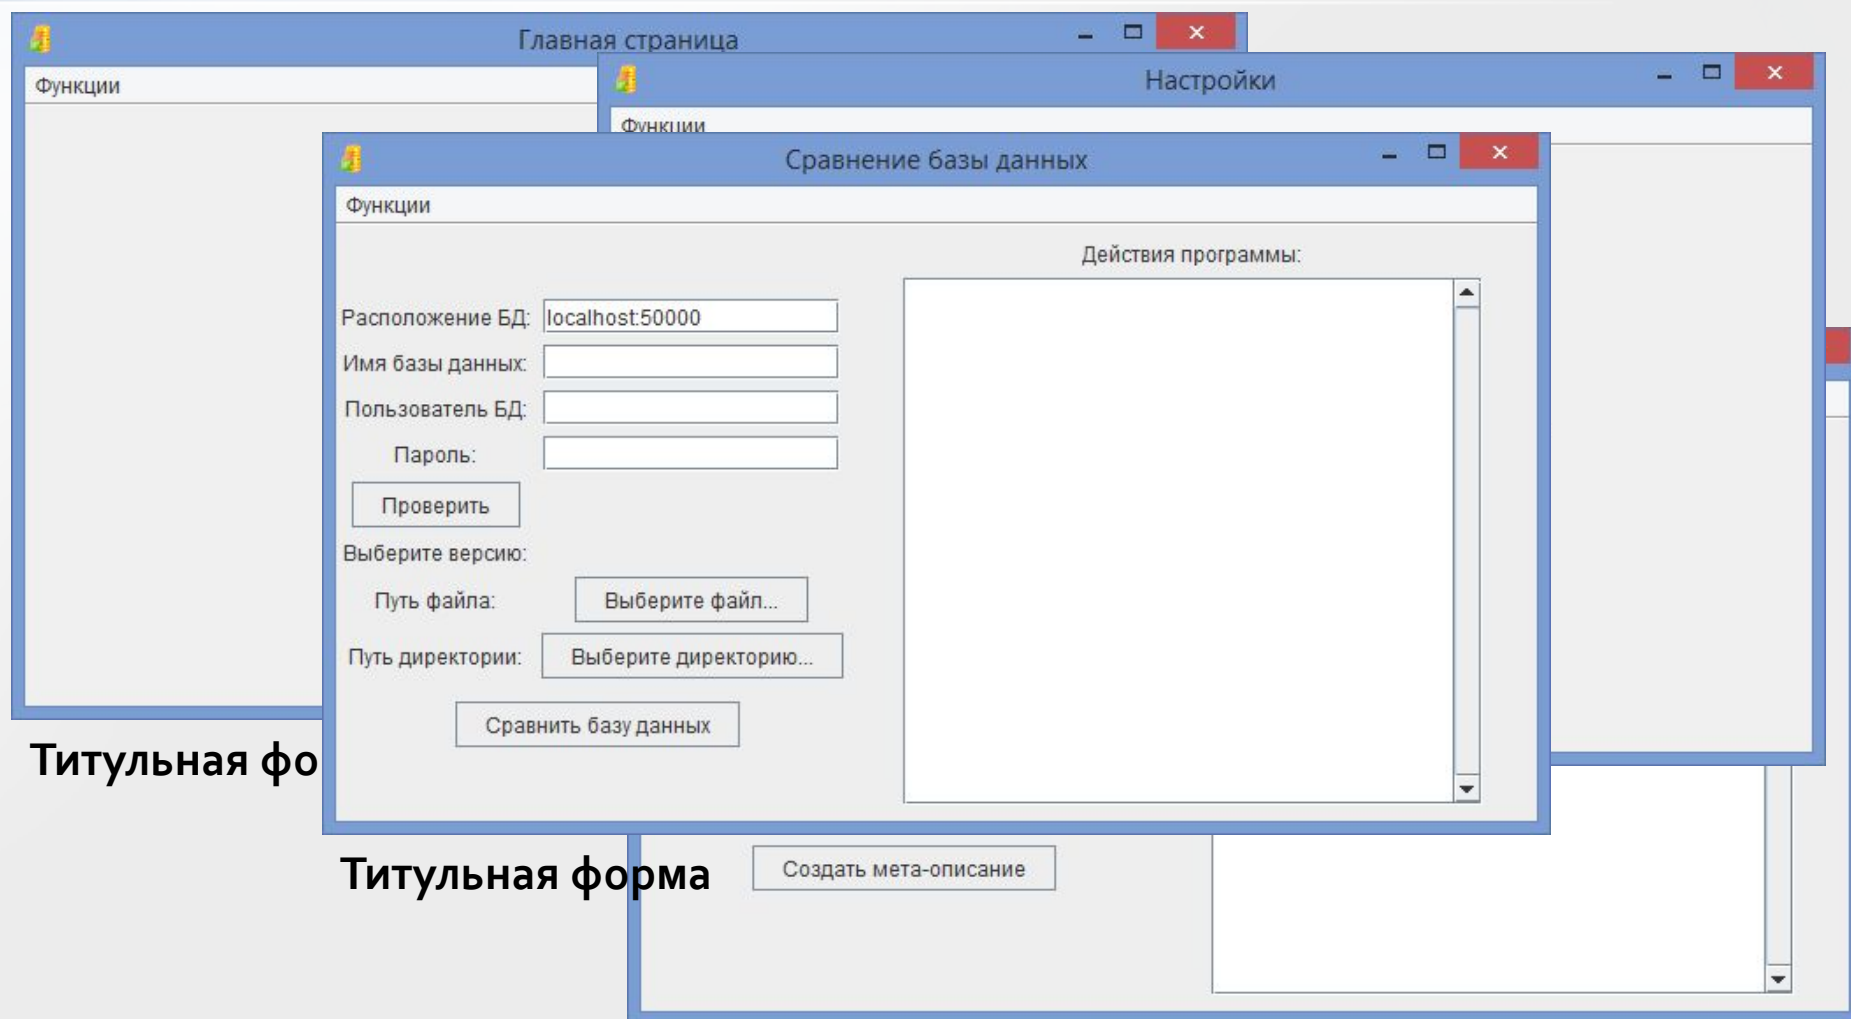 Главная страница
Функции
Настройки
Функции
Сравнение базы данных
Функции
Действия программы:
Расположение БД: localhost:50000
Имя базы данных:
Пользователь БД:
Пароль:
Проверить
Выберите версию:
Путь файла: Выберите файл...
Путь директории: Выберите директорию...
Сравнить базу данных
Титульная фо
Титульная форма
Создать мета-описание